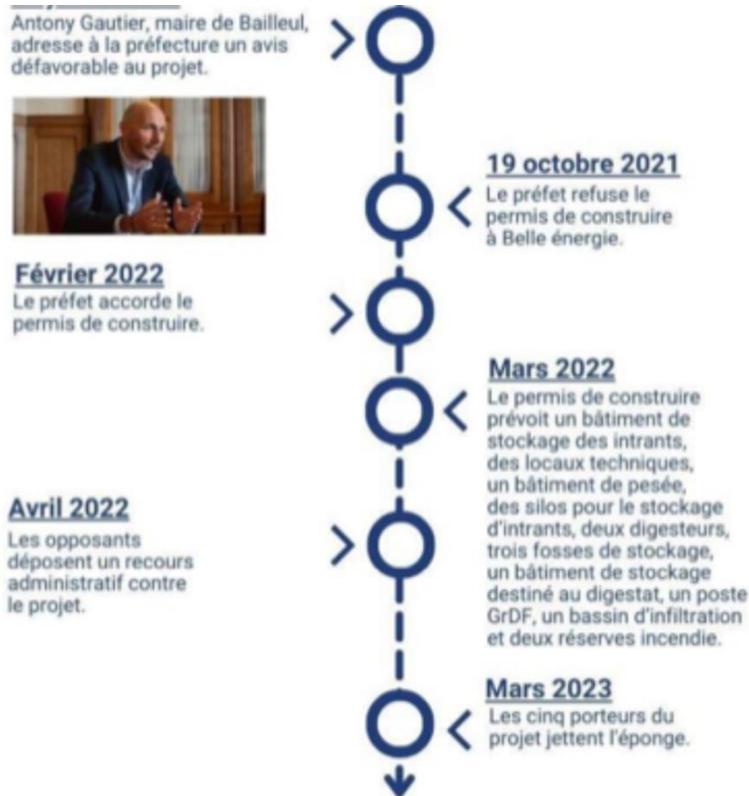 Antony Gautier, maire de Bailleul,
adresse à la préfecture un avis
défavorable au projet.
19 octobre 2021
Le préfet refuse le
permis de construire
à Belle énergie.
Février 2022
Le préfet accorde le
permis de construire.
Mars 2022
Le permis de construire
prévoit un bâtiment de
stockage des intrants,
des locaux techniques,
un bâtiment de pesée,
des silos pour le stockage
d'intrants, deux digesteurs,
trois fosses de stockage,
un bâtiment de stockage
destiné au digestat, un poste
GrDF, un bassin d'infiltration
et deux réserves incendie.
Avril 2022
Les opposants
déposent un recours
administratif contre
le projet.
Mars 2023
Les cinq porteurs du
projet jettent l'éponge.